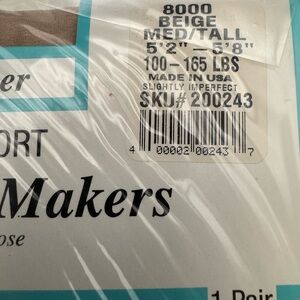 8000
BEIGE
MED/TALL
5'2" – 5'8"
100–165 LBS
MADE IN USA
SLIGHTLY IMPERFECT
SKU# 200243
4 00002 00243 7
er
ORT
Makers
ose
1 Pair